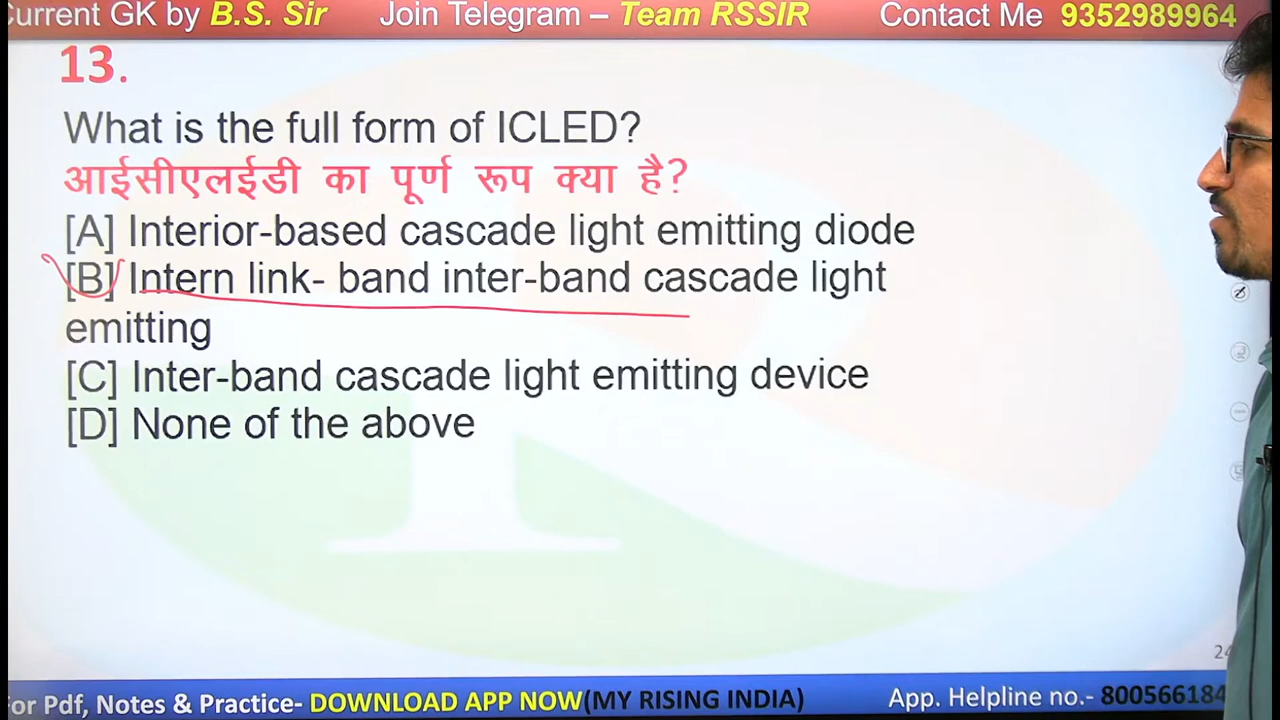 Current GK by B.S. Sir Join Telegram – Team RSSIR Contact Me 9352989964
13.
What is the full form of ICLED?
आईसीएलईडी का पूर्ण रूप क्या है?
[A] Interior-based cascade light emitting diode
[B] Intern link- band inter-band cascade light
emitting
[C] Inter-band cascade light emitting device
[D] None of the above
24
For Pdf, Notes & Practice- DOWNLOAD APP NOW(MY RISING INDIA) App. Helpline no.- 800566184